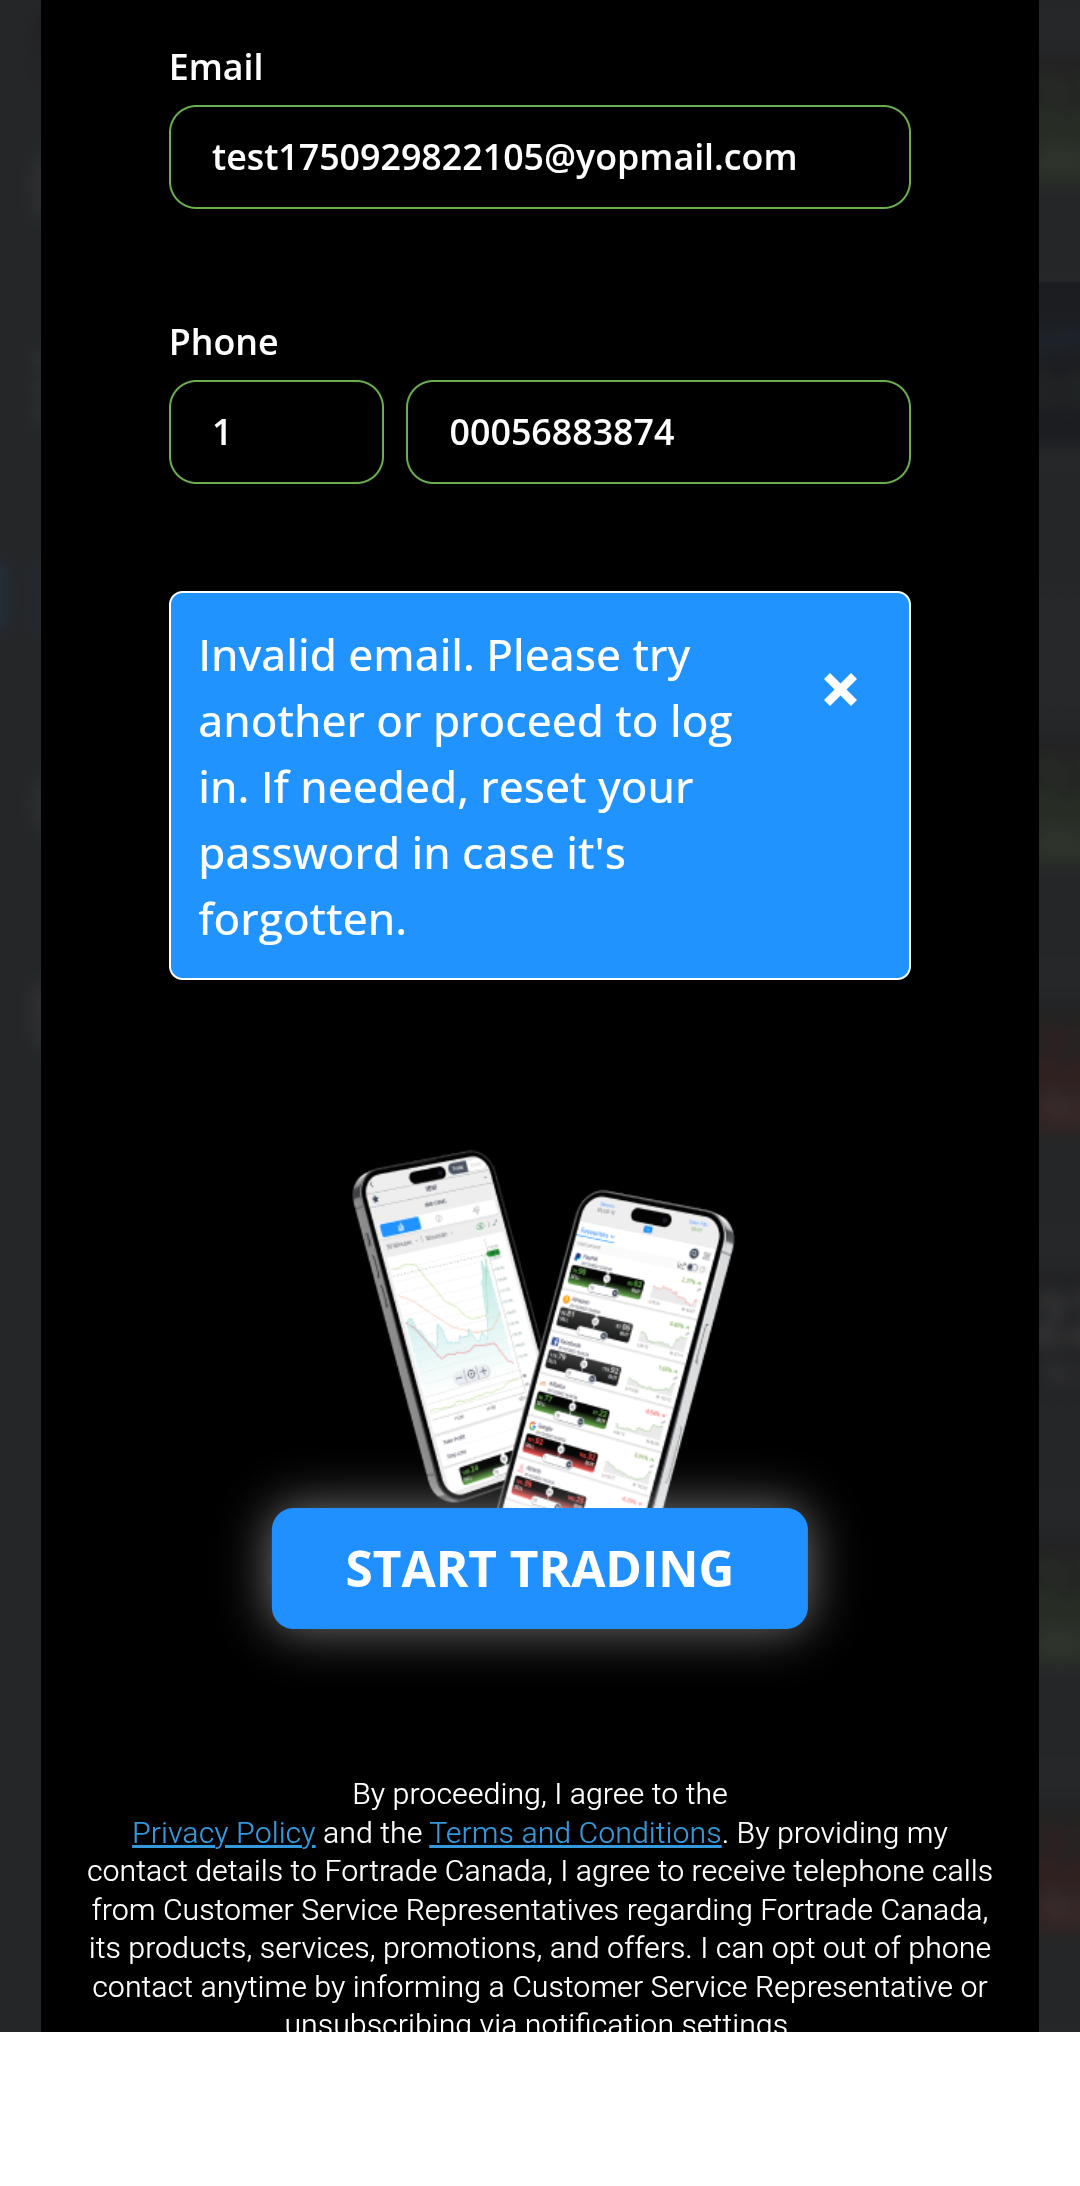 Email
test1750929822105@yopmail.com
Phone
1
00056883874
Invalid email. Please try
another or proceed to log
in. If needed, reset your
password in case it's
forgotten.
START TRADING
By proceeding, I agree to the
Privacy Policy and the Terms and Conditions. By providing my
contact details to Fortrade Canada, I agree to receive telephone calls
from Customer Service Representatives regarding Fortrade Canada,
its products, services, promotions, and offers. I can opt out of phone
contact anytime by informing a Customer Service Representative or
unsubscribing via notification settings.